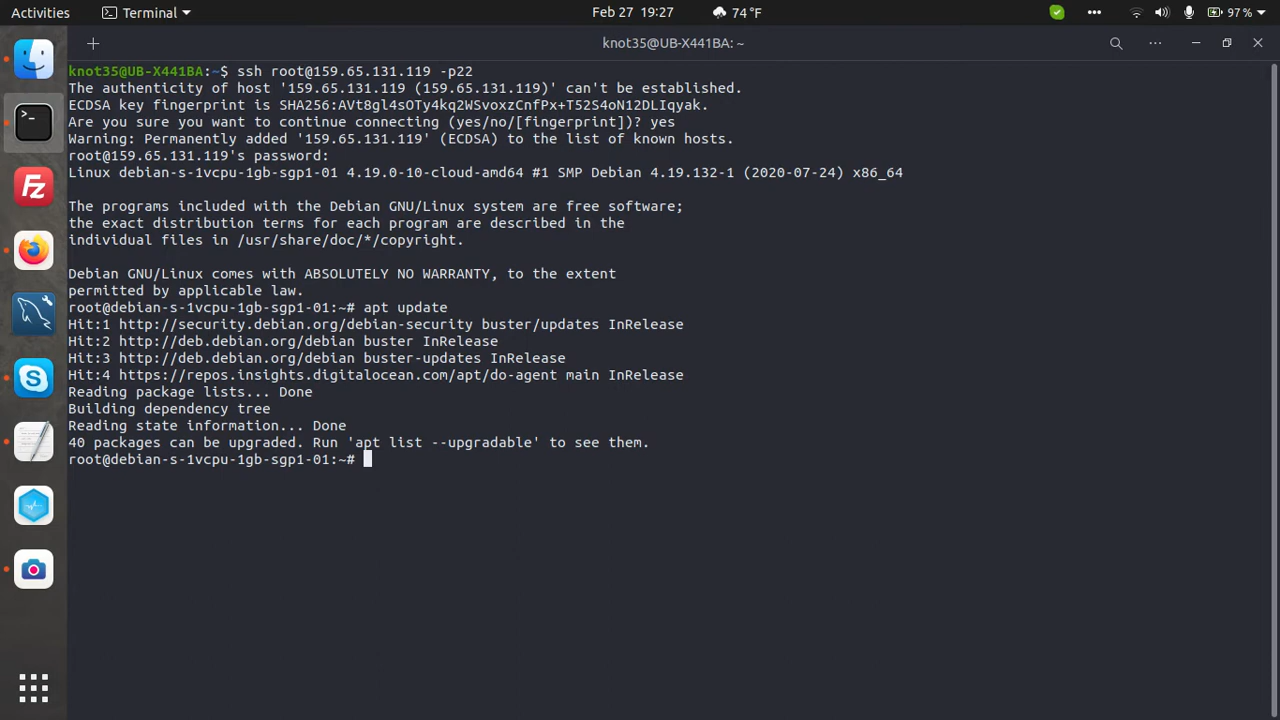 Activities
Terminal
Feb 27 19:27
74 °F
97 %
knot35@UB-X441BA: ~
knot35@UB-X441BA:~$ ssh root@159.65.131.119 -p22
The authenticity of host '159.65.131.119 (159.65.131.119)' can't be established.
ECDSA key fingerprint is SHA256:AVt8gl4sOTy4kq2WSvoxzCnfPx+T52S4oN12DLIqyak.
Are you sure you want to continue connecting (yes/no/[fingerprint])? yes
Warning: Permanently added '159.65.131.119' (ECDSA) to the list of known hosts.
root@159.65.131.119's password:
Linux debian-s-1vcpu-1gb-sgp1-01 4.19.0-10-cloud-amd64 #1 SMP Debian 4.19.132-1 (2020-07-24) x86_64
The programs included with the Debian GNU/Linux system are free software;
the exact distribution terms for each program are described in the
individual files in /usr/share/doc/*/copyright.
Debian GNU/Linux comes with ABSOLUTELY NO WARRANTY, to the extent
permitted by applicable law.
root@debian-s-1vcpu-1gb-sgp1-01:~# apt update
Hit:1 http://security.debian.org/debian-security buster/updates InRelease
Hit:2 http://deb.debian.org/debian buster InRelease
Hit:3 http://deb.debian.org/debian buster-updates InRelease
Hit:4 https://repos.insights.digitalocean.com/apt/do-agent main InRelease
Reading package lists... Done
Building dependency tree
Reading state information... Done
40 packages can be upgraded. Run 'apt list --upgradable' to see them.
root@debian-s-1vcpu-1gb-sgp1-01:~#